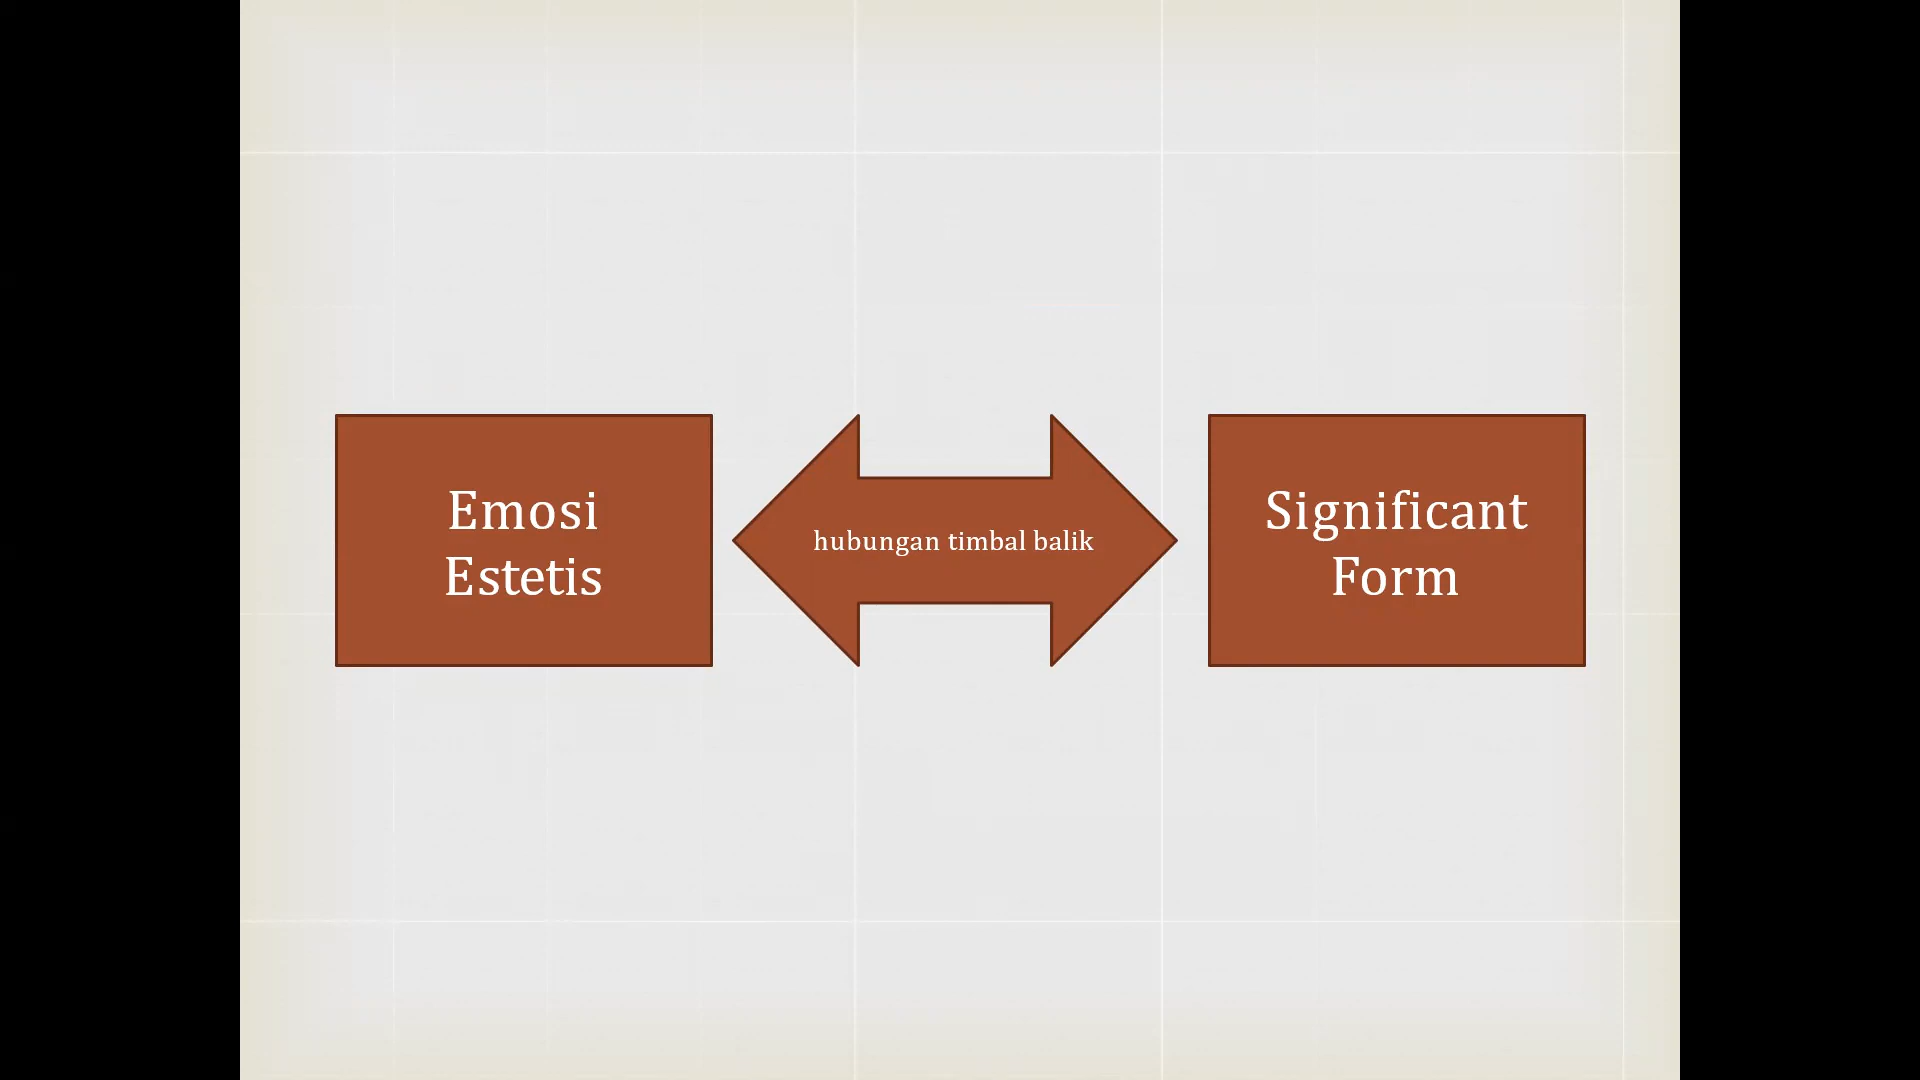 Emosi
Estetis
hubungan timbal balik
Significant
Form